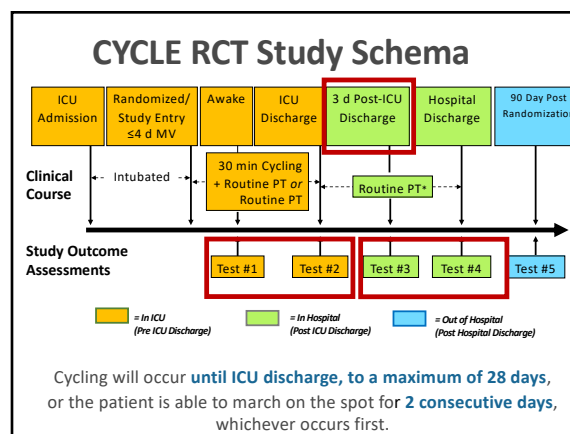 CYCLE RCT Study Schema
ICU
Admission
Randomized/
Study Entry
≤4 d MV
Awake
ICU
Discharge
3 d Post-ICU
Discharge
Hospital
Discharge
90 Day Post
Randomization
Clinical
Course
Intubated
30 min Cycling
+ Routine PT or
Routine PT
Routine PT*
Study Outcome
Assessments
Test #1
Test #2
Test #3
Test #4
Test #5
= In ICU
(Pre ICU Discharge)
= In Hospital
(Post ICU Discharge)
= Out of Hospital
(Post Hospital Discharge)
Cycling will occur until ICU discharge, to a maximum of 28 days,
or the patient is able to march on the spot for 2 consecutive days,
whichever occurs first.